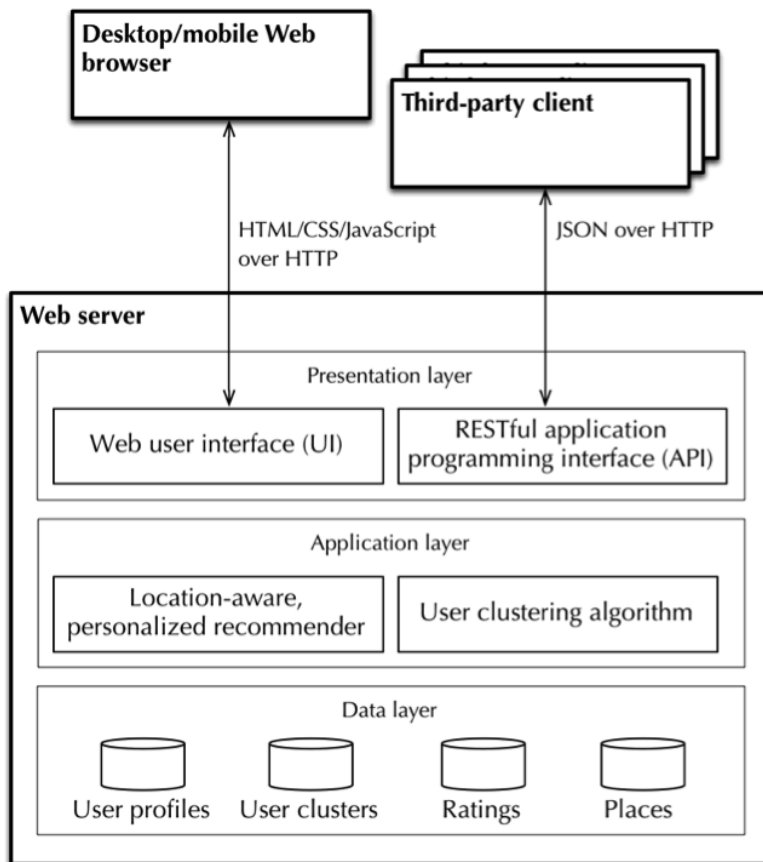 Desktop/mobile Web
browser
Third-party client
HTML/CSS/JavaScript
over HTTP
JSON over HTTP
Web server
Presentation layer
Web user interface (UI)
RESTful application
programming interface (API)
Application layer
Location-aware,
personalized recommender
User clustering algorithm
Data layer
User profiles
User clusters
Ratings
Places